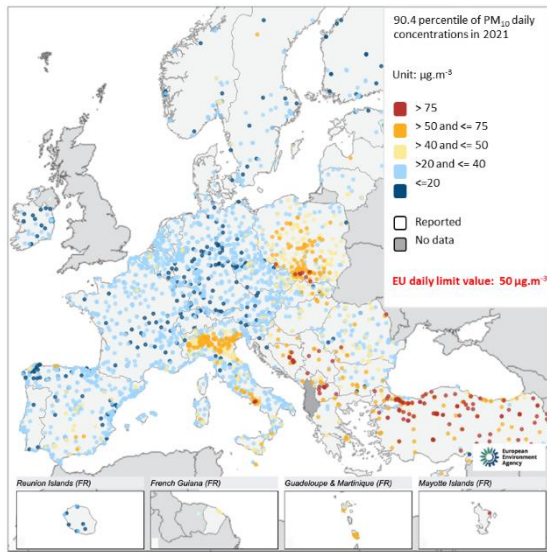 90.4 percentile of PM10 daily
concentrations in 2021
Unit: µg.m-3
> 75
> 50 and <= 75
> 40 and <= 50
>20 and <= 40
<=20
Reported
No data
EU daily limit value: 50 µg.m-3
European
Environment
Agency
Reunion Islands (FR)
French Guiana (FR)
Guadeloupe & Martinique (FR)
Mayotte Islands (FR)